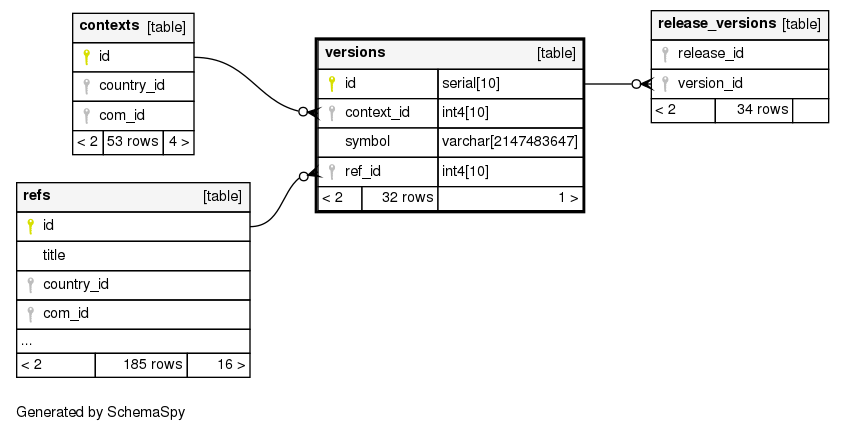 contexts [table]
id
country_id
com_id
< 2 53 rows 4 >
versions [table]
id serial[10]
context_id int4[10]
symbol varchar[2147483647]
ref_id int4[10]
< 2 32 rows 1 >
release_versions [table]
release_id
version_id
< 2 34 rows
refs [table]
id
title
country_id
com_id
...
< 2 185 rows 16 >
Generated by SchemaSpy